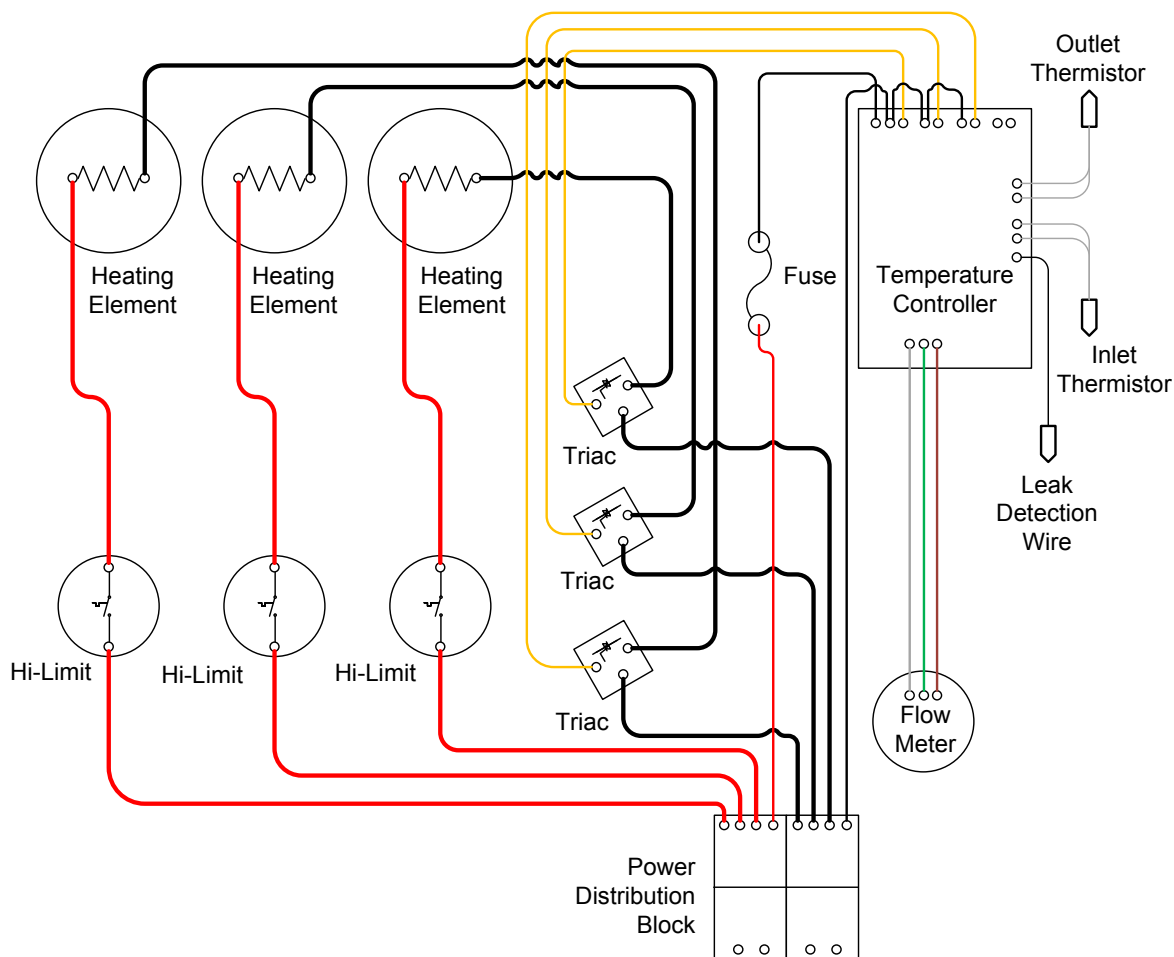 Outlet
Thermistor
Heating
Element
Heating
Element
Heating
Element
Fuse
Temperature
Controller
Inlet
Thermistor
Triac
Leak
Detection
Wire
Triac
Hi-Limit
Hi-Limit
Hi-Limit
Triac
Flow
Meter
Power
Distribution
Block